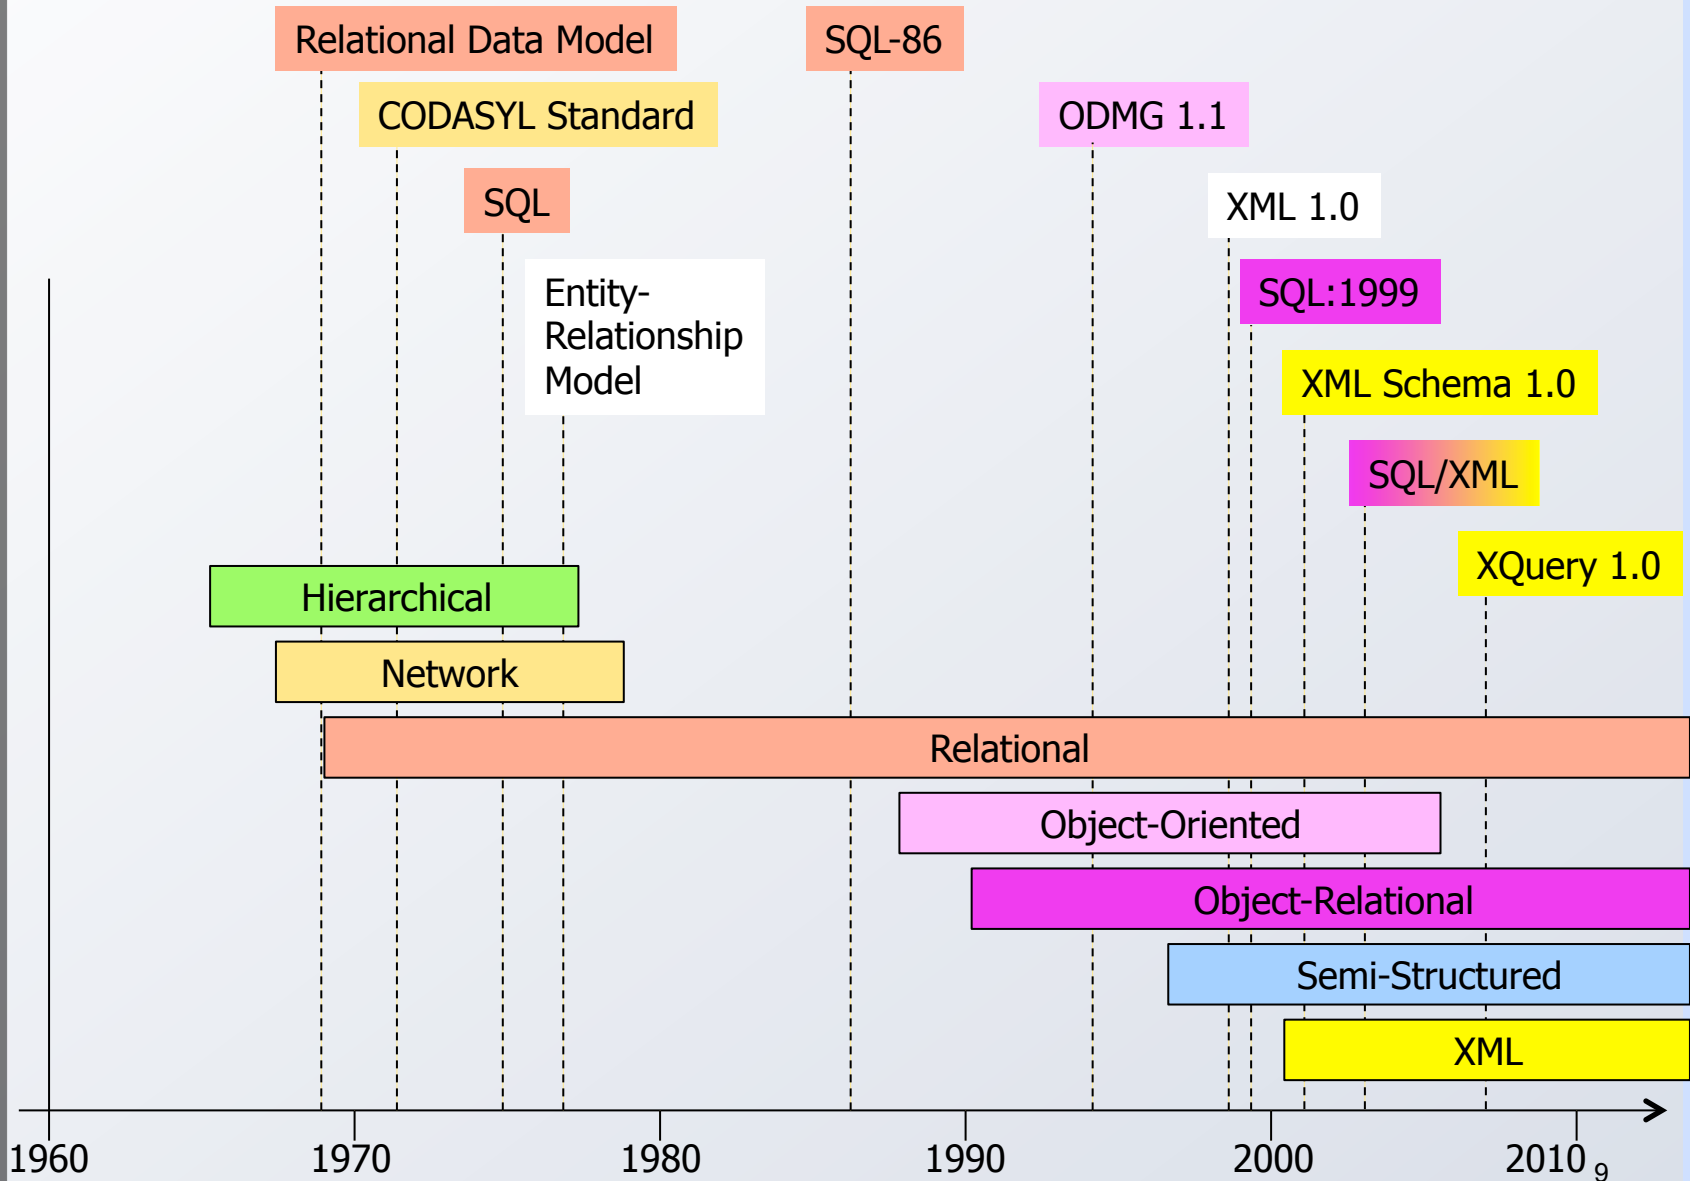 Relational Data Model
SQL-86
CODASYL Standard
ODMG 1.1
SQL
XML 1.0
Entity-
Relationship
Model
SQL:1999
XML Schema 1.0
SQL/XML
XQuery 1.0
Hierarchical
Network
Relational
Object-Oriented
Object-Relational
Semi-Structured
XML
1960
1970
1980
1990
2000
2010
9